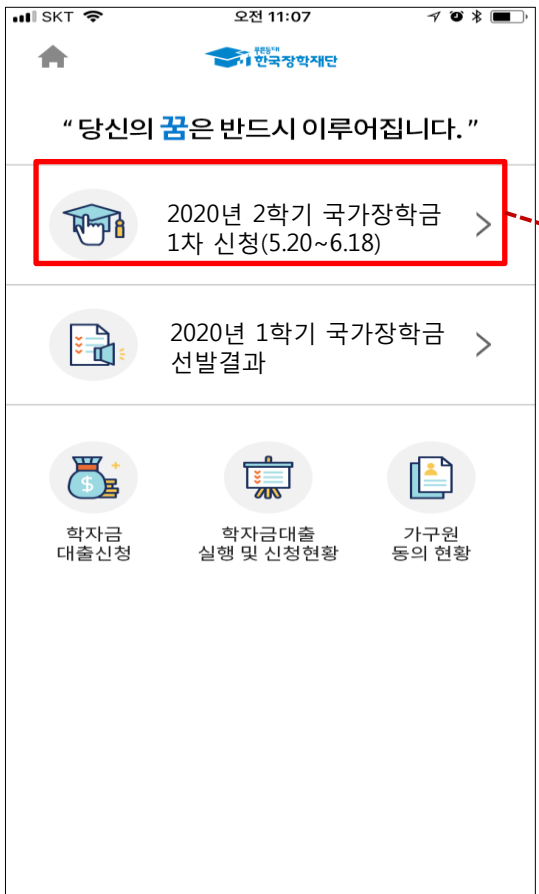 SKT 오전 11:07
푸른등대
한국장학재단
“당신의 꿈은 반드시 이루어집니다.”
2020년 2학기 국가장학금
1차 신청(5.20~6.18)
2020년 1학기 국가장학금
선발결과
학자금
대출신청
학자금대출
실행 및 신청현황
가구원
동의 현황